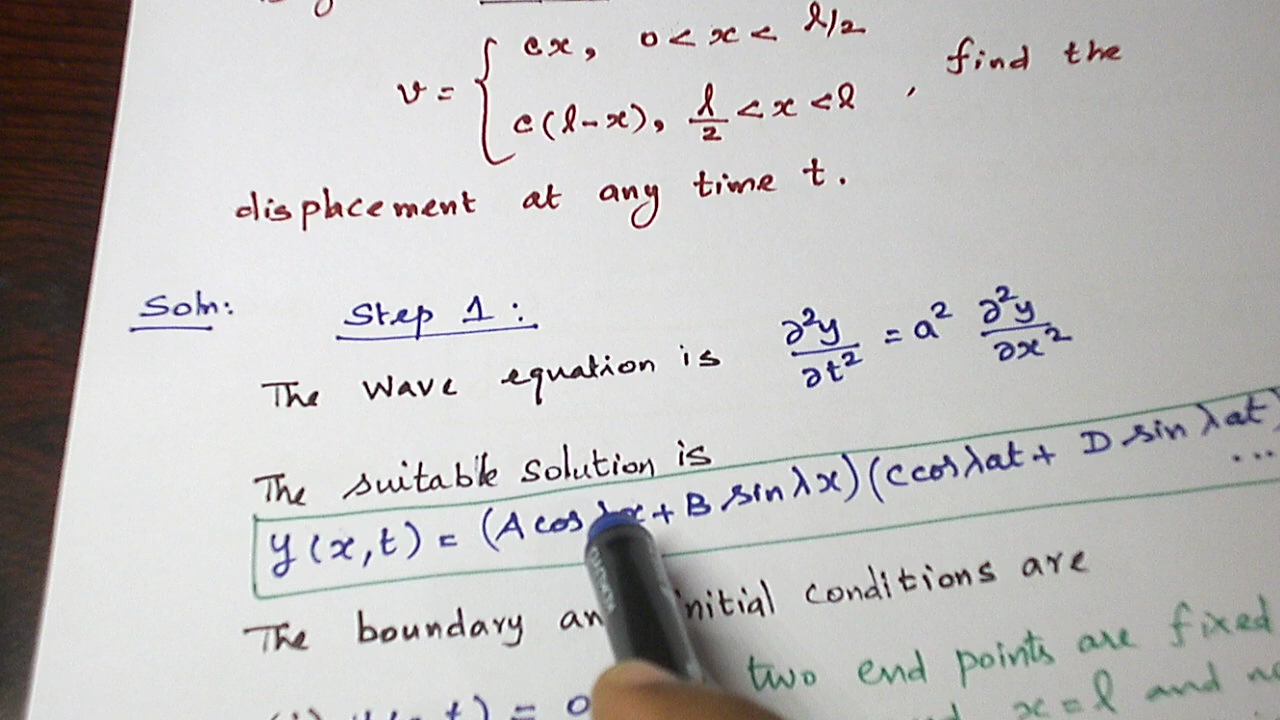 v = { cx, 0 < x < l/2
c(l-x), l/2 < x < l , find the
displacement at any time t.
Soln: Step 1:
The wave equation is ∂²y/∂t² = a² ∂²y/∂x²
The suitable solution is
y(x,t) = (A cos λx + B sin λx)(C cos λat + D sin λat) ...
The boundary and initial conditions are
two end points are fixed
x = l and